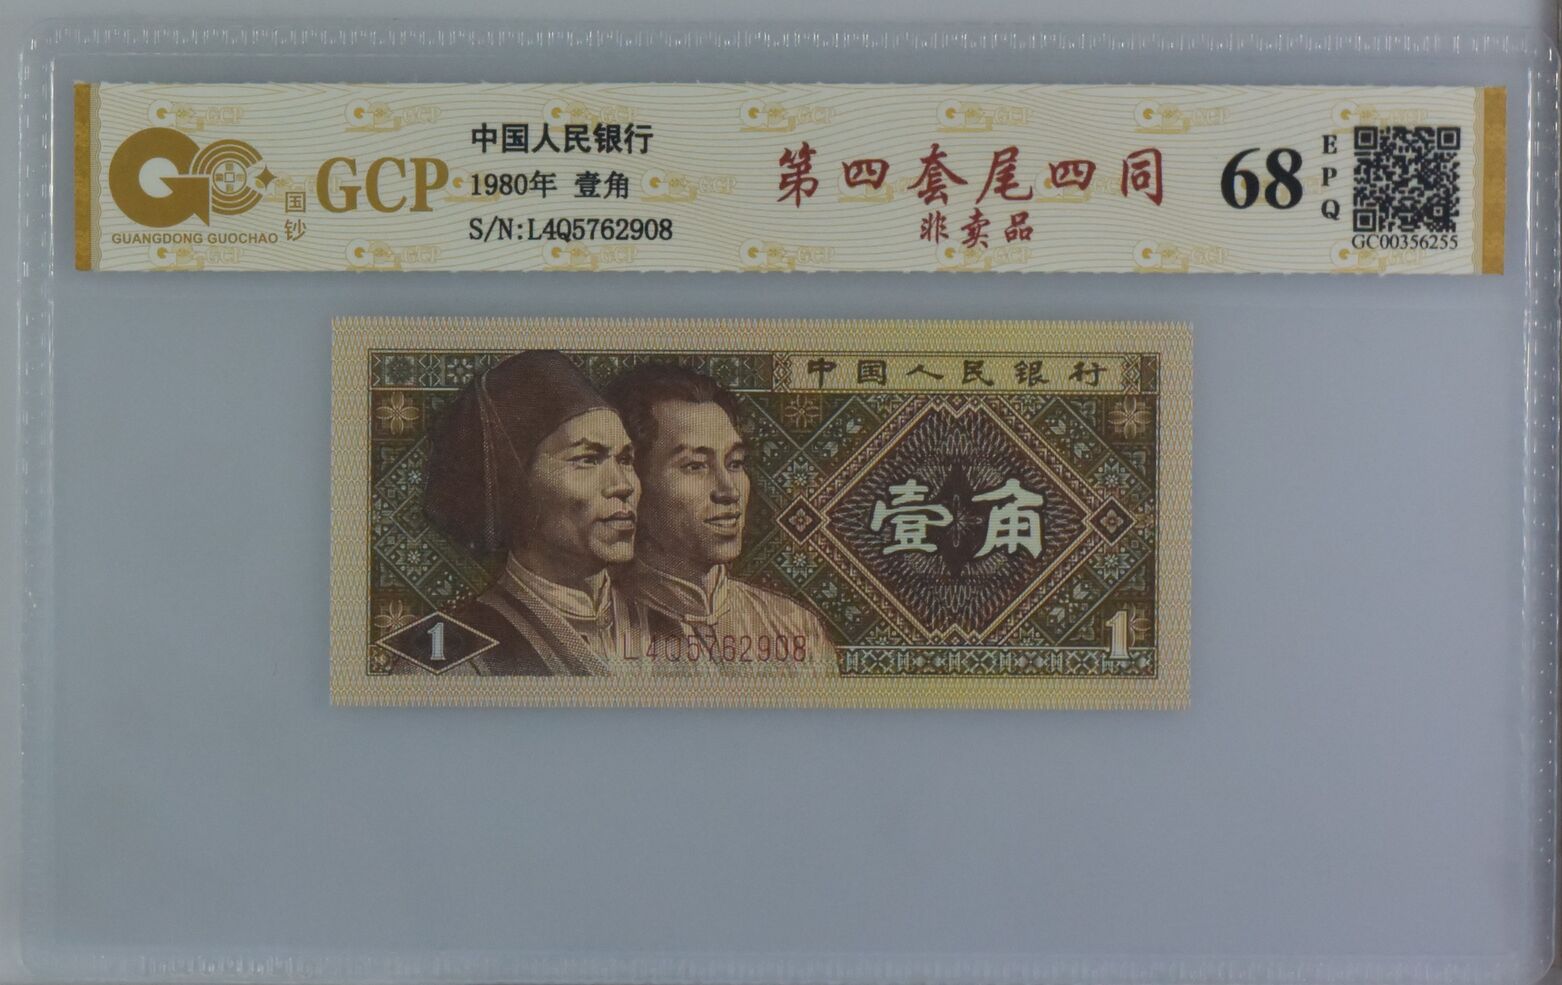 GUANGDONG GUOCHAO
国钞
GCP
中国人民银行
1980年 壹角
S/N:L4Q5762908
第四套尾四同
非卖品
68
EPQ
GC00356255
中国人民银行
壹角
1
L4Q5762908
1